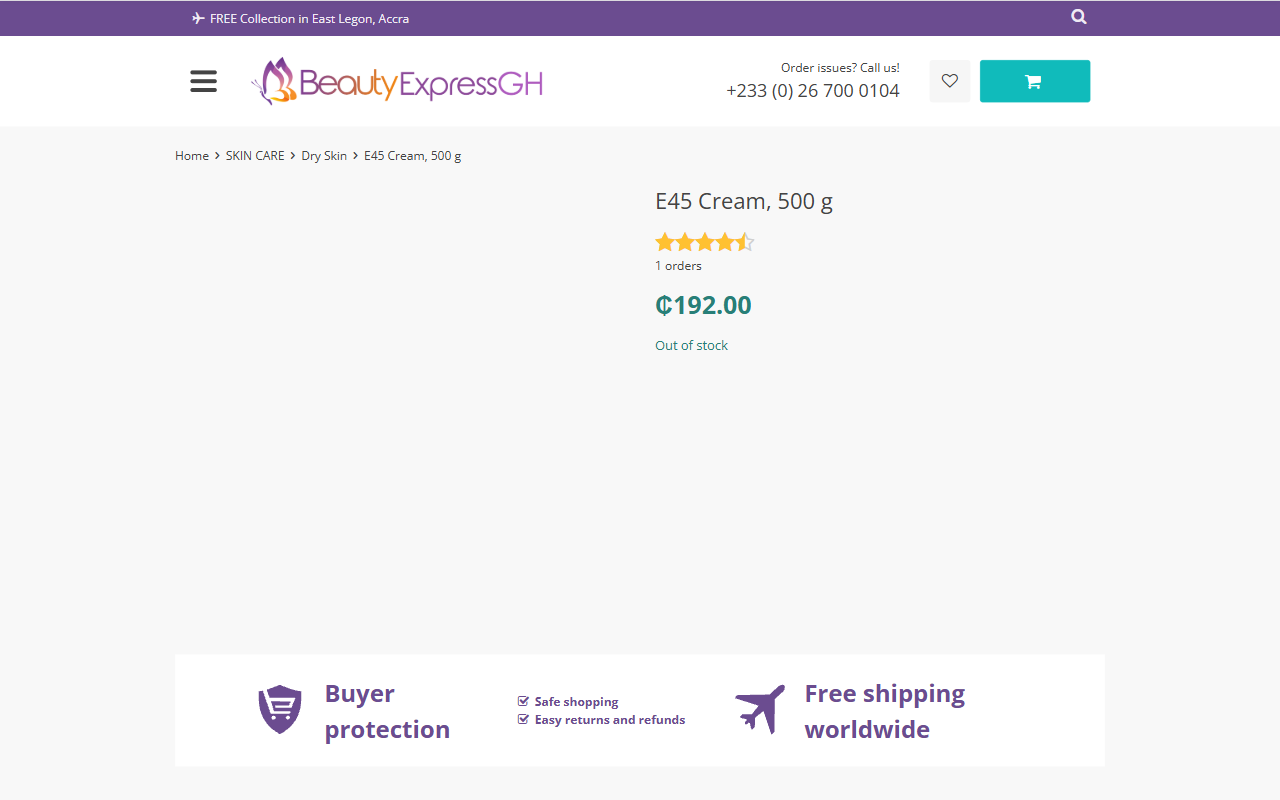 FREE Collection in East Legon, Accra
BeautyExpressGH
Order issues? Call us!
+233 (0) 26 700 0104
Home > SKIN CARE > Dry Skin > E45 Cream, 500 g
E45 Cream, 500 g
1 orders
₵192.00
Out of stock
Buyer
protection
Safe shopping
Easy returns and refunds
Free shipping
worldwide